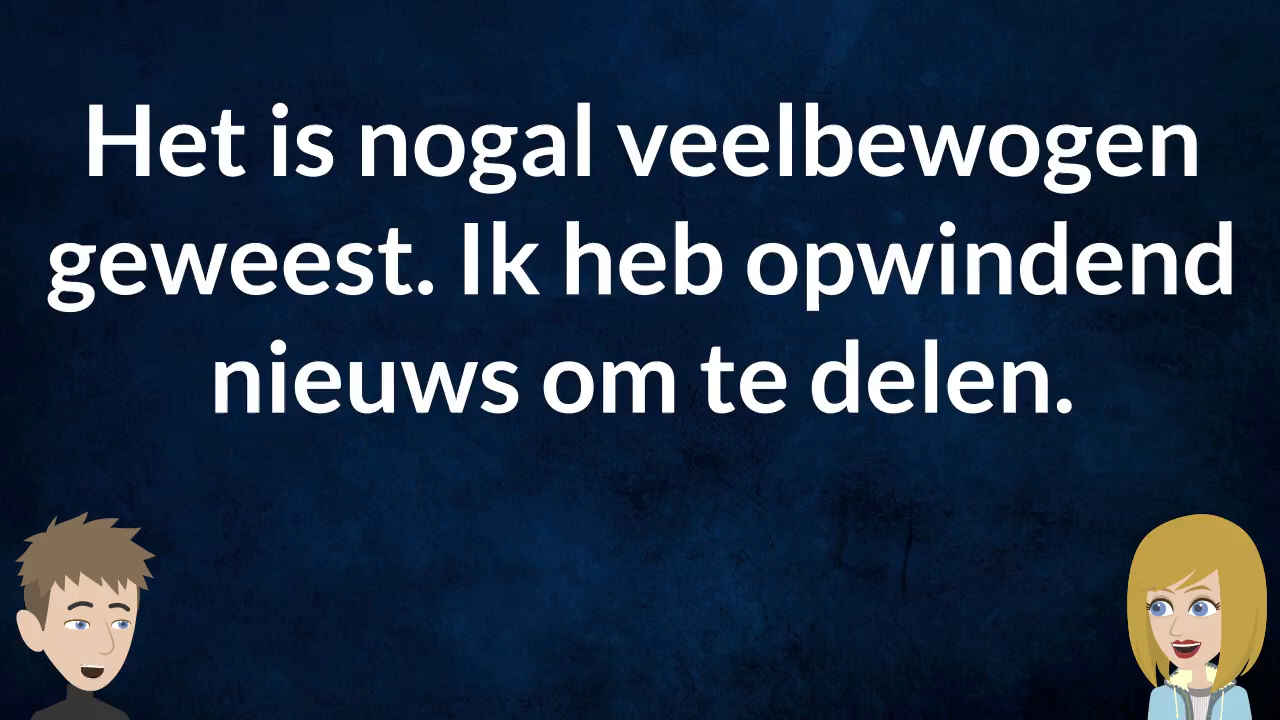 Het is nogal veelbewogen
geweest. Ik heb opwindend
nieuws om te delen.